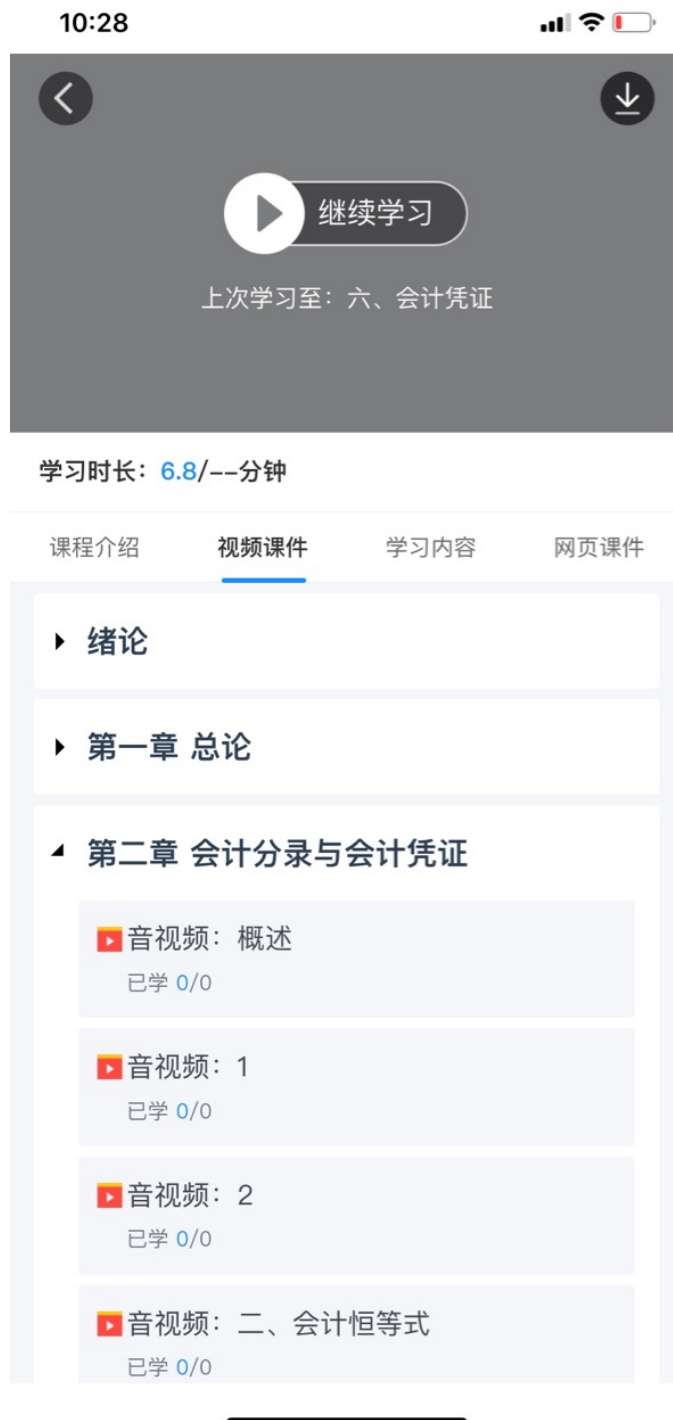 10:28
继续学习
上次学习至：六、会计凭证
学习时长：6.8/--分钟
课程介绍 视频课件 学习内容 网页课件
绪论
第一章 总论
第二章 会计分录与会计凭证
音视频：概述
已学 0/0
音视频：1
已学 0/0
音视频：2
已学 0/0
音视频：二、会计恒等式
已学 0/0